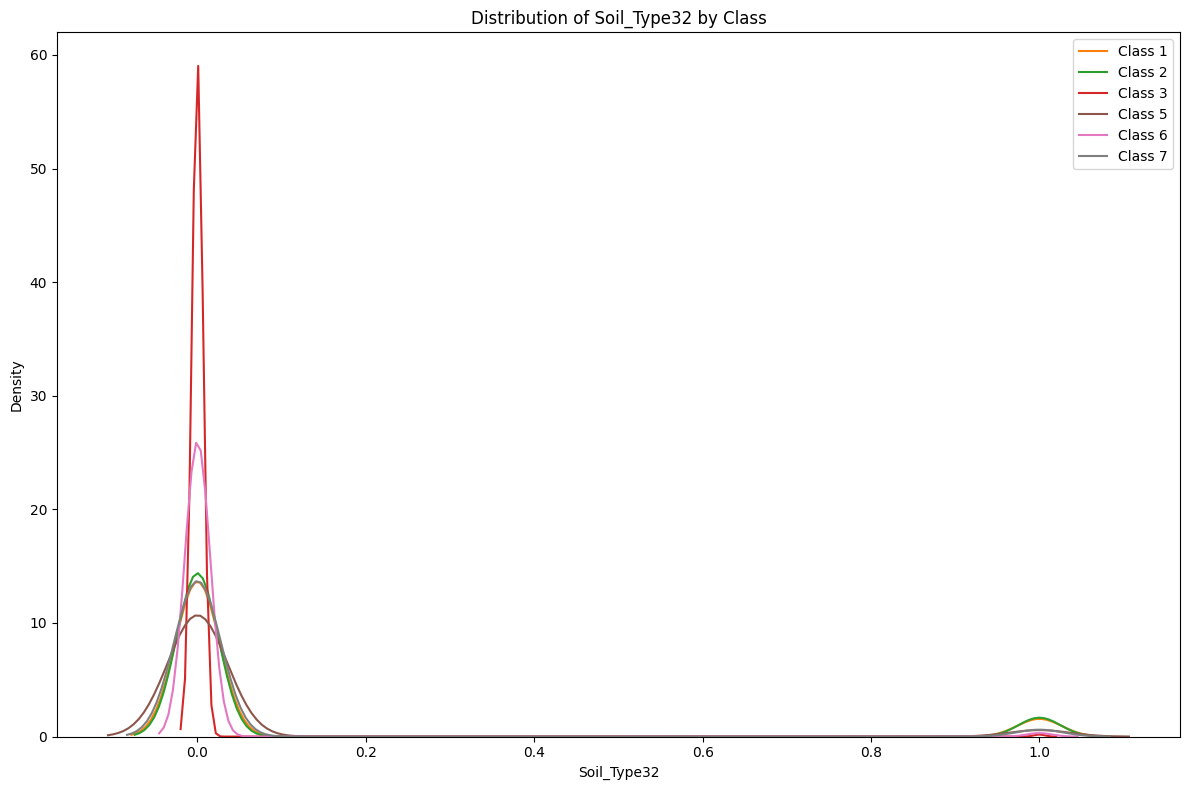 Distribution of Soil_Type32 by Class
60
50
40
30
20
10
0
Density
Class 1
Class 2
Class 3
Class 5
Class 6
Class 7
0.0 0.2 0.4 0.6 0.8 1.0
Soil_Type32